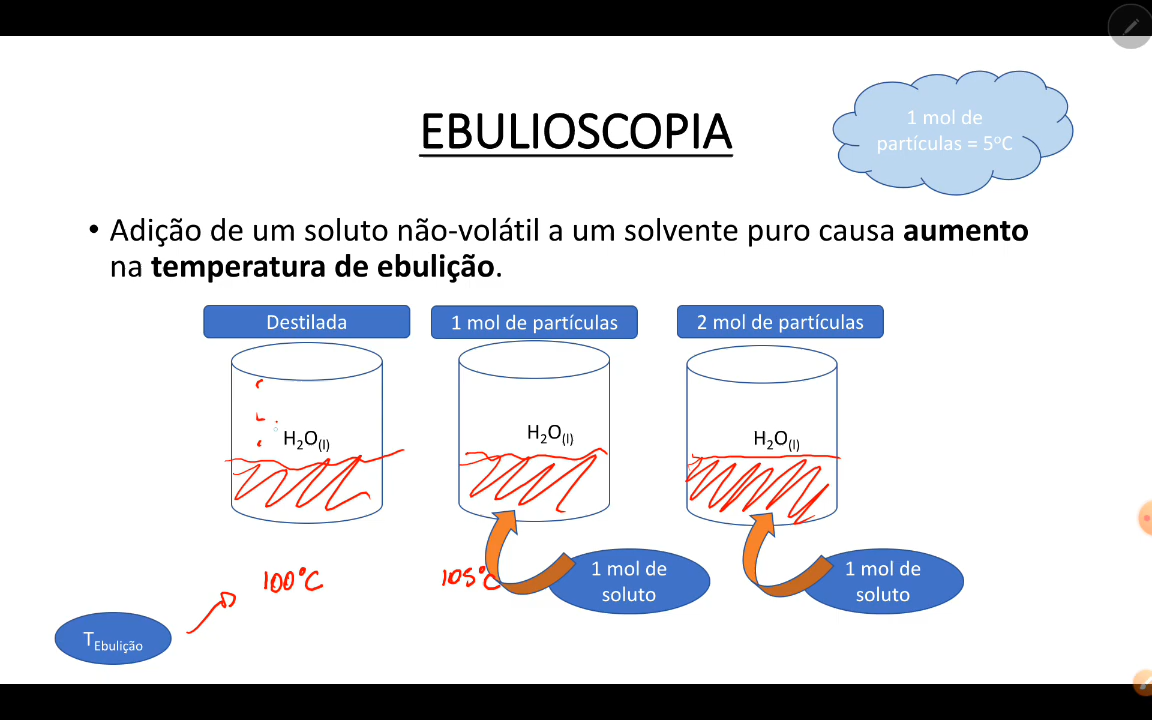 EBULIOSCOPIA
1 mol de
partículas = 5ºC
• Adição de um soluto não-volátil a um solvente puro causa aumento
na temperatura de ebulição.
Destilada
1 mol de partículas
2 mol de partículas
H₂O₍ₗ₎
H₂O₍ₗ₎
H₂O₍ₗ₎
100°C
105°C
1 mol de
soluto
1 mol de
soluto
TEbulição